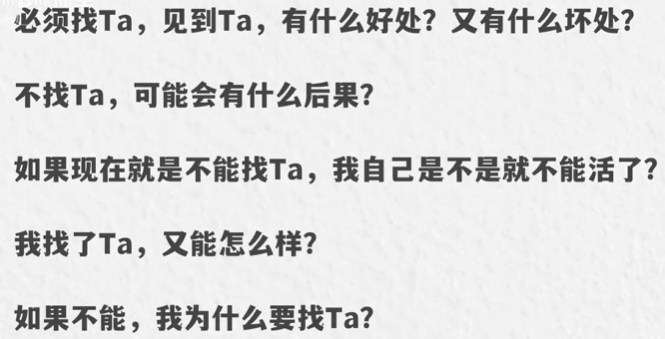 必须找Ta，见到Ta，有什么好处？又有什么坏处？
不找Ta，可能会有什么后果？
如果现在就是不能找Ta，我自己是不是就不能活了？
我找了Ta，又能怎么样？
如果不能，我为什么要找Ta？